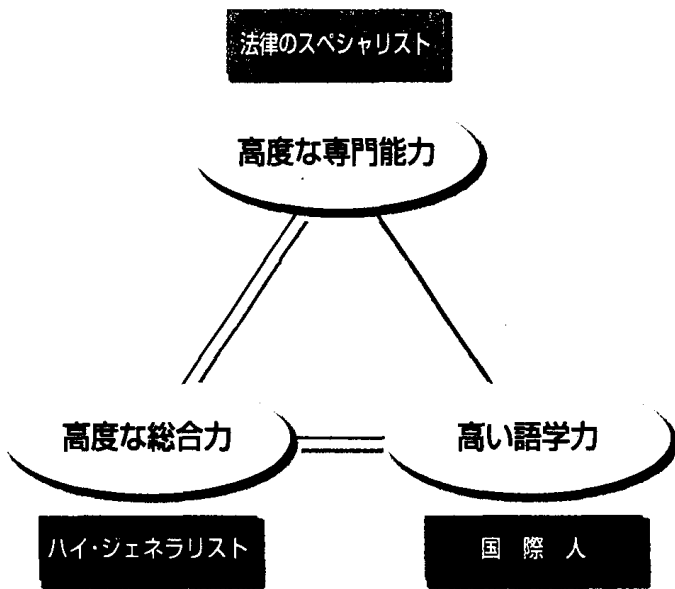 法律のスペシャリスト
高度な専門能力
高度な総合力
高い語学力
ハイ・ジェネラリスト
国際人